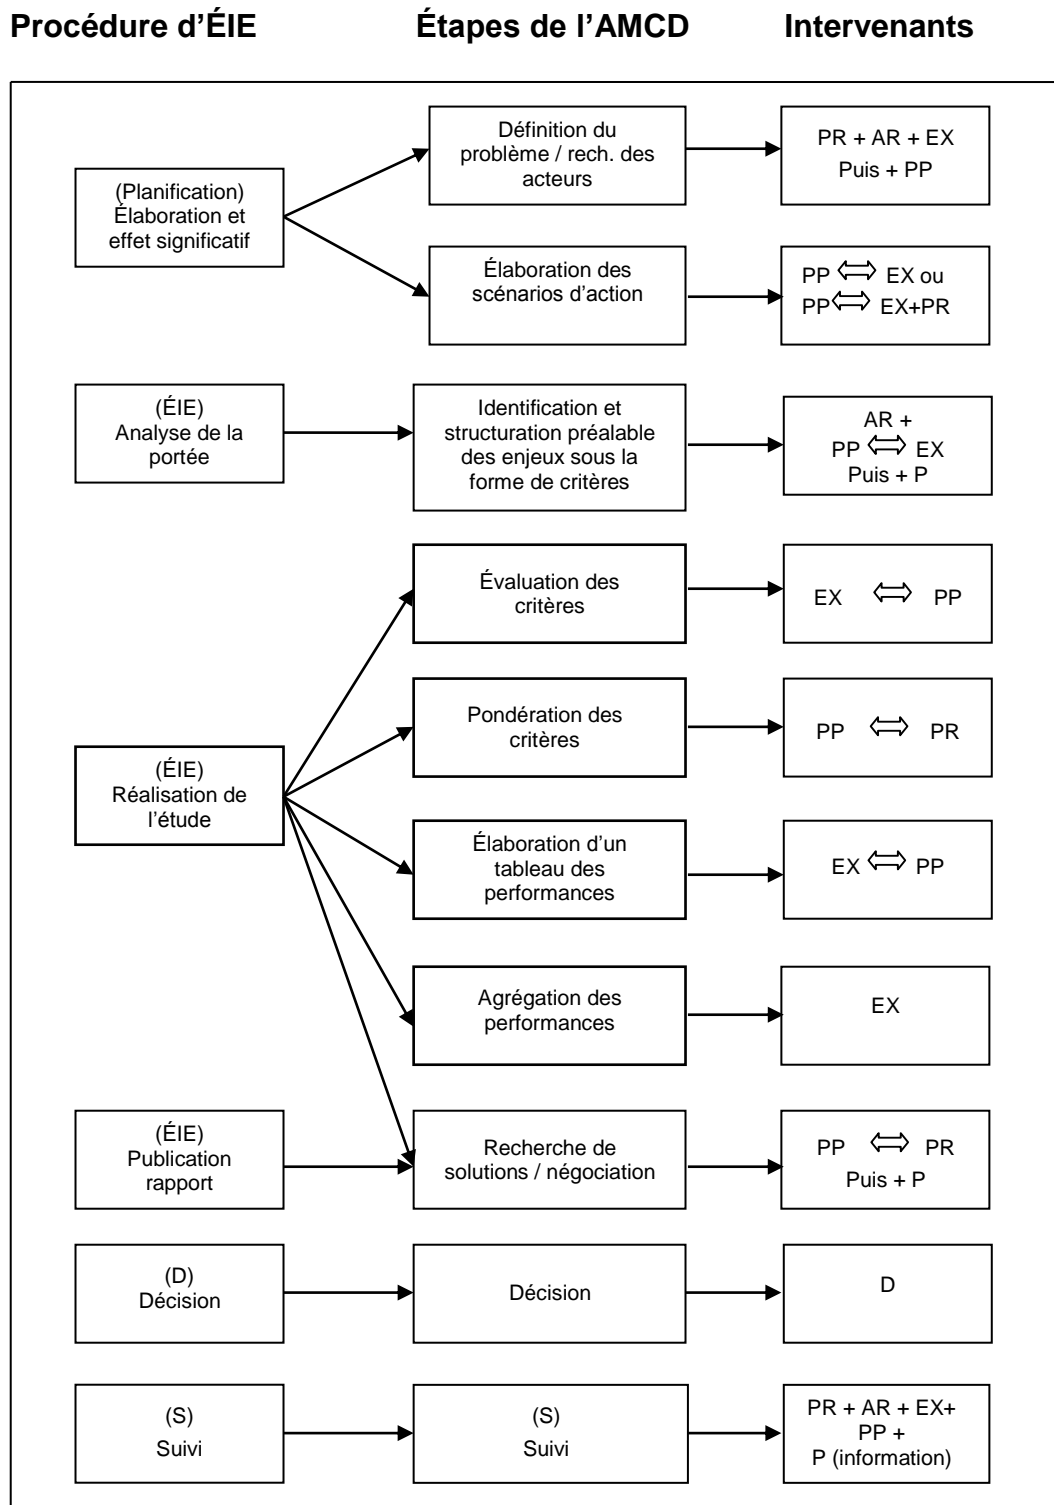 Procédure d’ÉIE
Étapes de l’AMCD
Intervenants
(Planification)
Élaboration et
effet significatif
Définition du
problème / rech. des
acteurs
PR + AR + EX
Puis + PP
Élaboration des
scénarios d’action
PP ⇔ EX ou
PP ⇔ EX+PR
(ÉIE)
Analyse de la
portée
Identification et
structuration préalable
des enjeux sous la
forme de critères
AR +
PP ⇔ EX
Puis + P
(ÉIE)
Réalisation de
l’étude
Évaluation des
critères
EX ⇔ PP
Pondération des
critères
PP ⇔ PR
Élaboration d’un
tableau des
performances
EX ⇔ PP
Agrégation des
performances
EX
(ÉIE)
Publication
rapport
Recherche de
solutions / négociation
PP ⇔ PR
Puis + P
(D)
Décision
Décision
D
(S)
Suivi
(S)
Suivi
PR + AR + EX+
PP +
P (information)